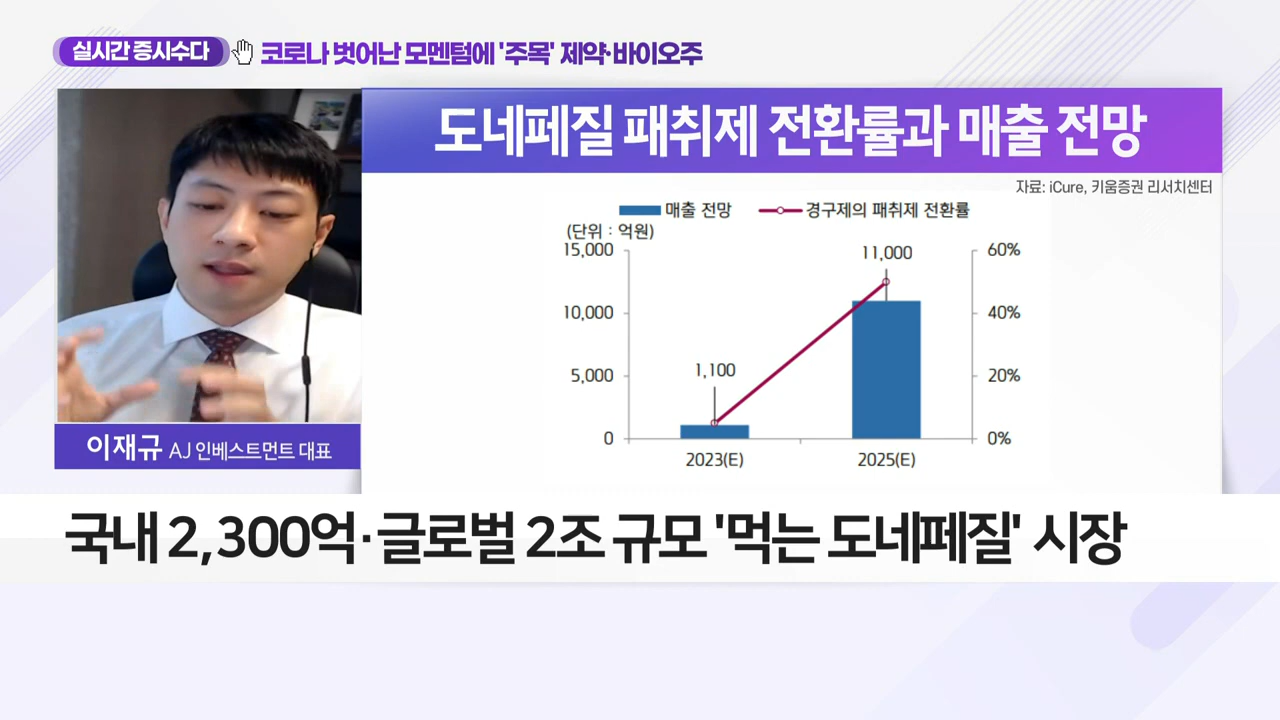 실시간 증시수다 코로나 벗어난 모멘텀에 '주목' 제약·바이오주
도네페질 패취제 전환률과 매출 전망
자료: iCure, 키움증권 리서치센터
매출 전망 경구제의 패취제 전환률
(단위 : 억원)
15,000 11,000 60%
10,000 40%
1,100
5,000 20%
0 0%
2023(E) 2025(E)
이재규 AJ 인베스트먼트 대표
국내 2,300억·글로벌 2조 규모 '먹는 도네페질' 시장